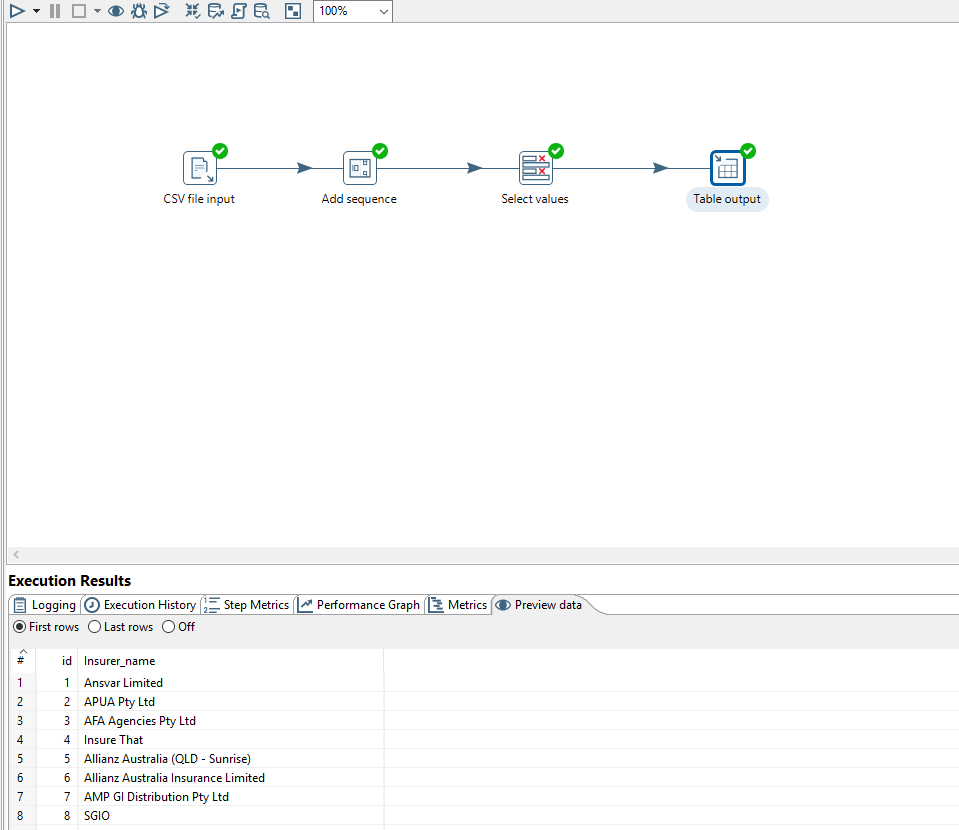 100%
CSV file input
Add sequence
Select values
Table output
Execution Results
Logging Execution History Step Metrics Performance Graph Metrics Preview data
First rows Last rows Off
# id Insurer_name
1 1 Ansvar Limited
2 2 APUA Pty Ltd
3 3 AFA Agencies Pty Ltd
4 4 Insure That
5 5 Allianz Australia (QLD - Sunrise)
6 6 Allianz Australia Insurance Limited
7 7 AMP GI Distribution Pty Ltd
8 8 SGIO